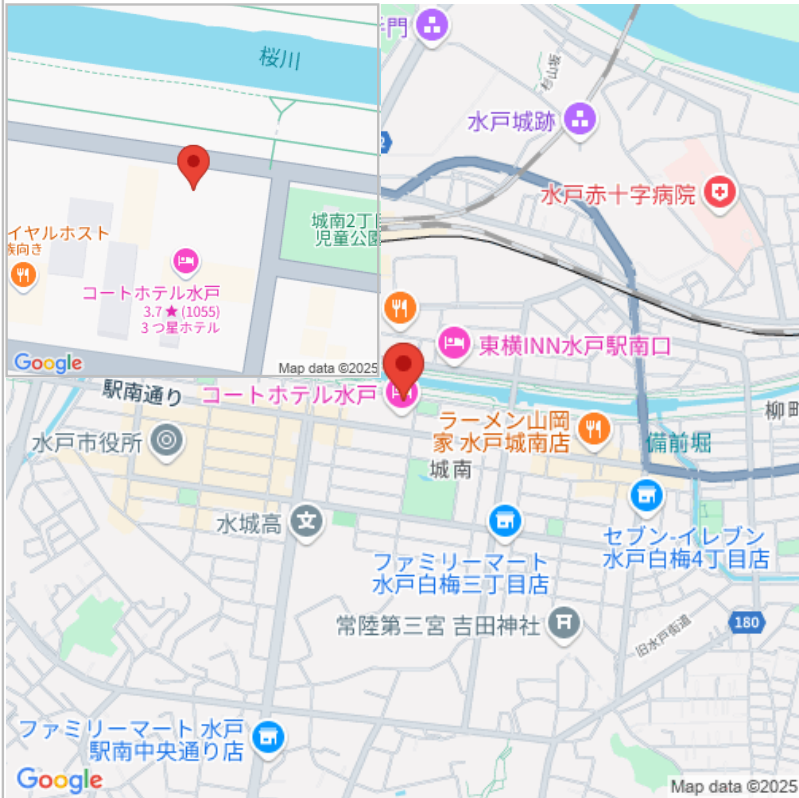 桜川
城南2丁目
児童公園
イヤルホスト
族向き
コートホテル水戸
3.7★(1055)
3 つ星ホテル
Google
Map data ©2025
門
杉山坂
水戸城跡
水戸赤十字病院
東横INN水戸駅南口
コートホテル水戸
駅南通り
柳町
ラーメン山岡
家 水戸城南店
備前堀
水戸市役所
城南
水城高
セブン-イレブン
水戸白梅4丁目店
ファミリーマート
水戸白梅三丁目店
常陸第三宮 吉田神社
180
旧水戸街道
ファミリーマート 水戸
駅南中央通り店
Google
Map data ©2025